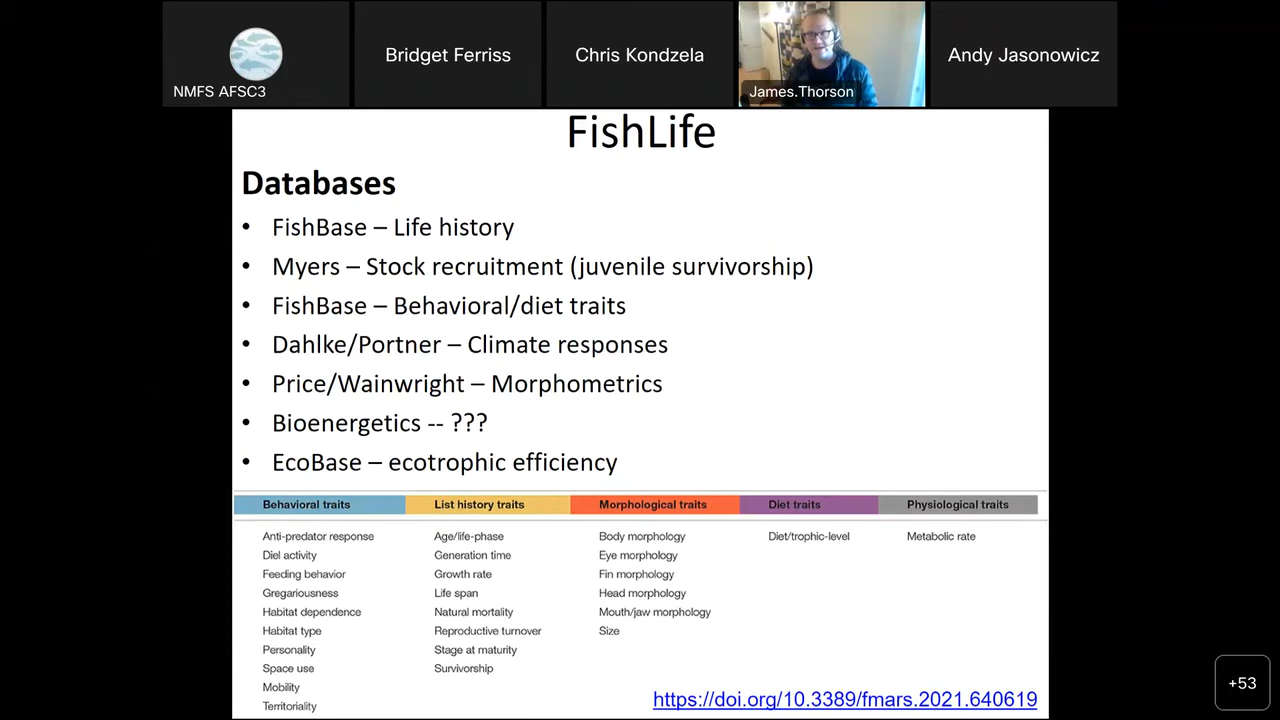 NMFS AFSC3
Bridget Ferriss
Chris Kondzela
James.Thorson
Andy Jasonowicz
FishLife
Databases
• FishBase – Life history
• Myers – Stock recruitment (juvenile survivorship)
• FishBase – Behavioral/diet traits
• Dahlke/Portner – Climate responses
• Price/Wainwright – Morphometrics
• Bioenergetics -- ???
• EcoBase – ecotrophic efficiency
Behavioral traits
Anti-predator response
Diel activity
Feeding behavior
Gregariousness
Habitat dependence
Habitat type
Personality
Space use
Mobility
Territoriality
List history traits
Age/life-phase
Generation time
Growth rate
Life span
Natural mortality
Reproductive turnover
Stage at maturity
Survivorship
Morphological traits
Body morphology
Eye morphology
Fin morphology
Head morphology
Mouth/jaw morphology
Size
Diet traits
Diet/trophic-level
Physiological traits
Metabolic rate
https://doi.org/10.3389/fmars.2021.640619
+53